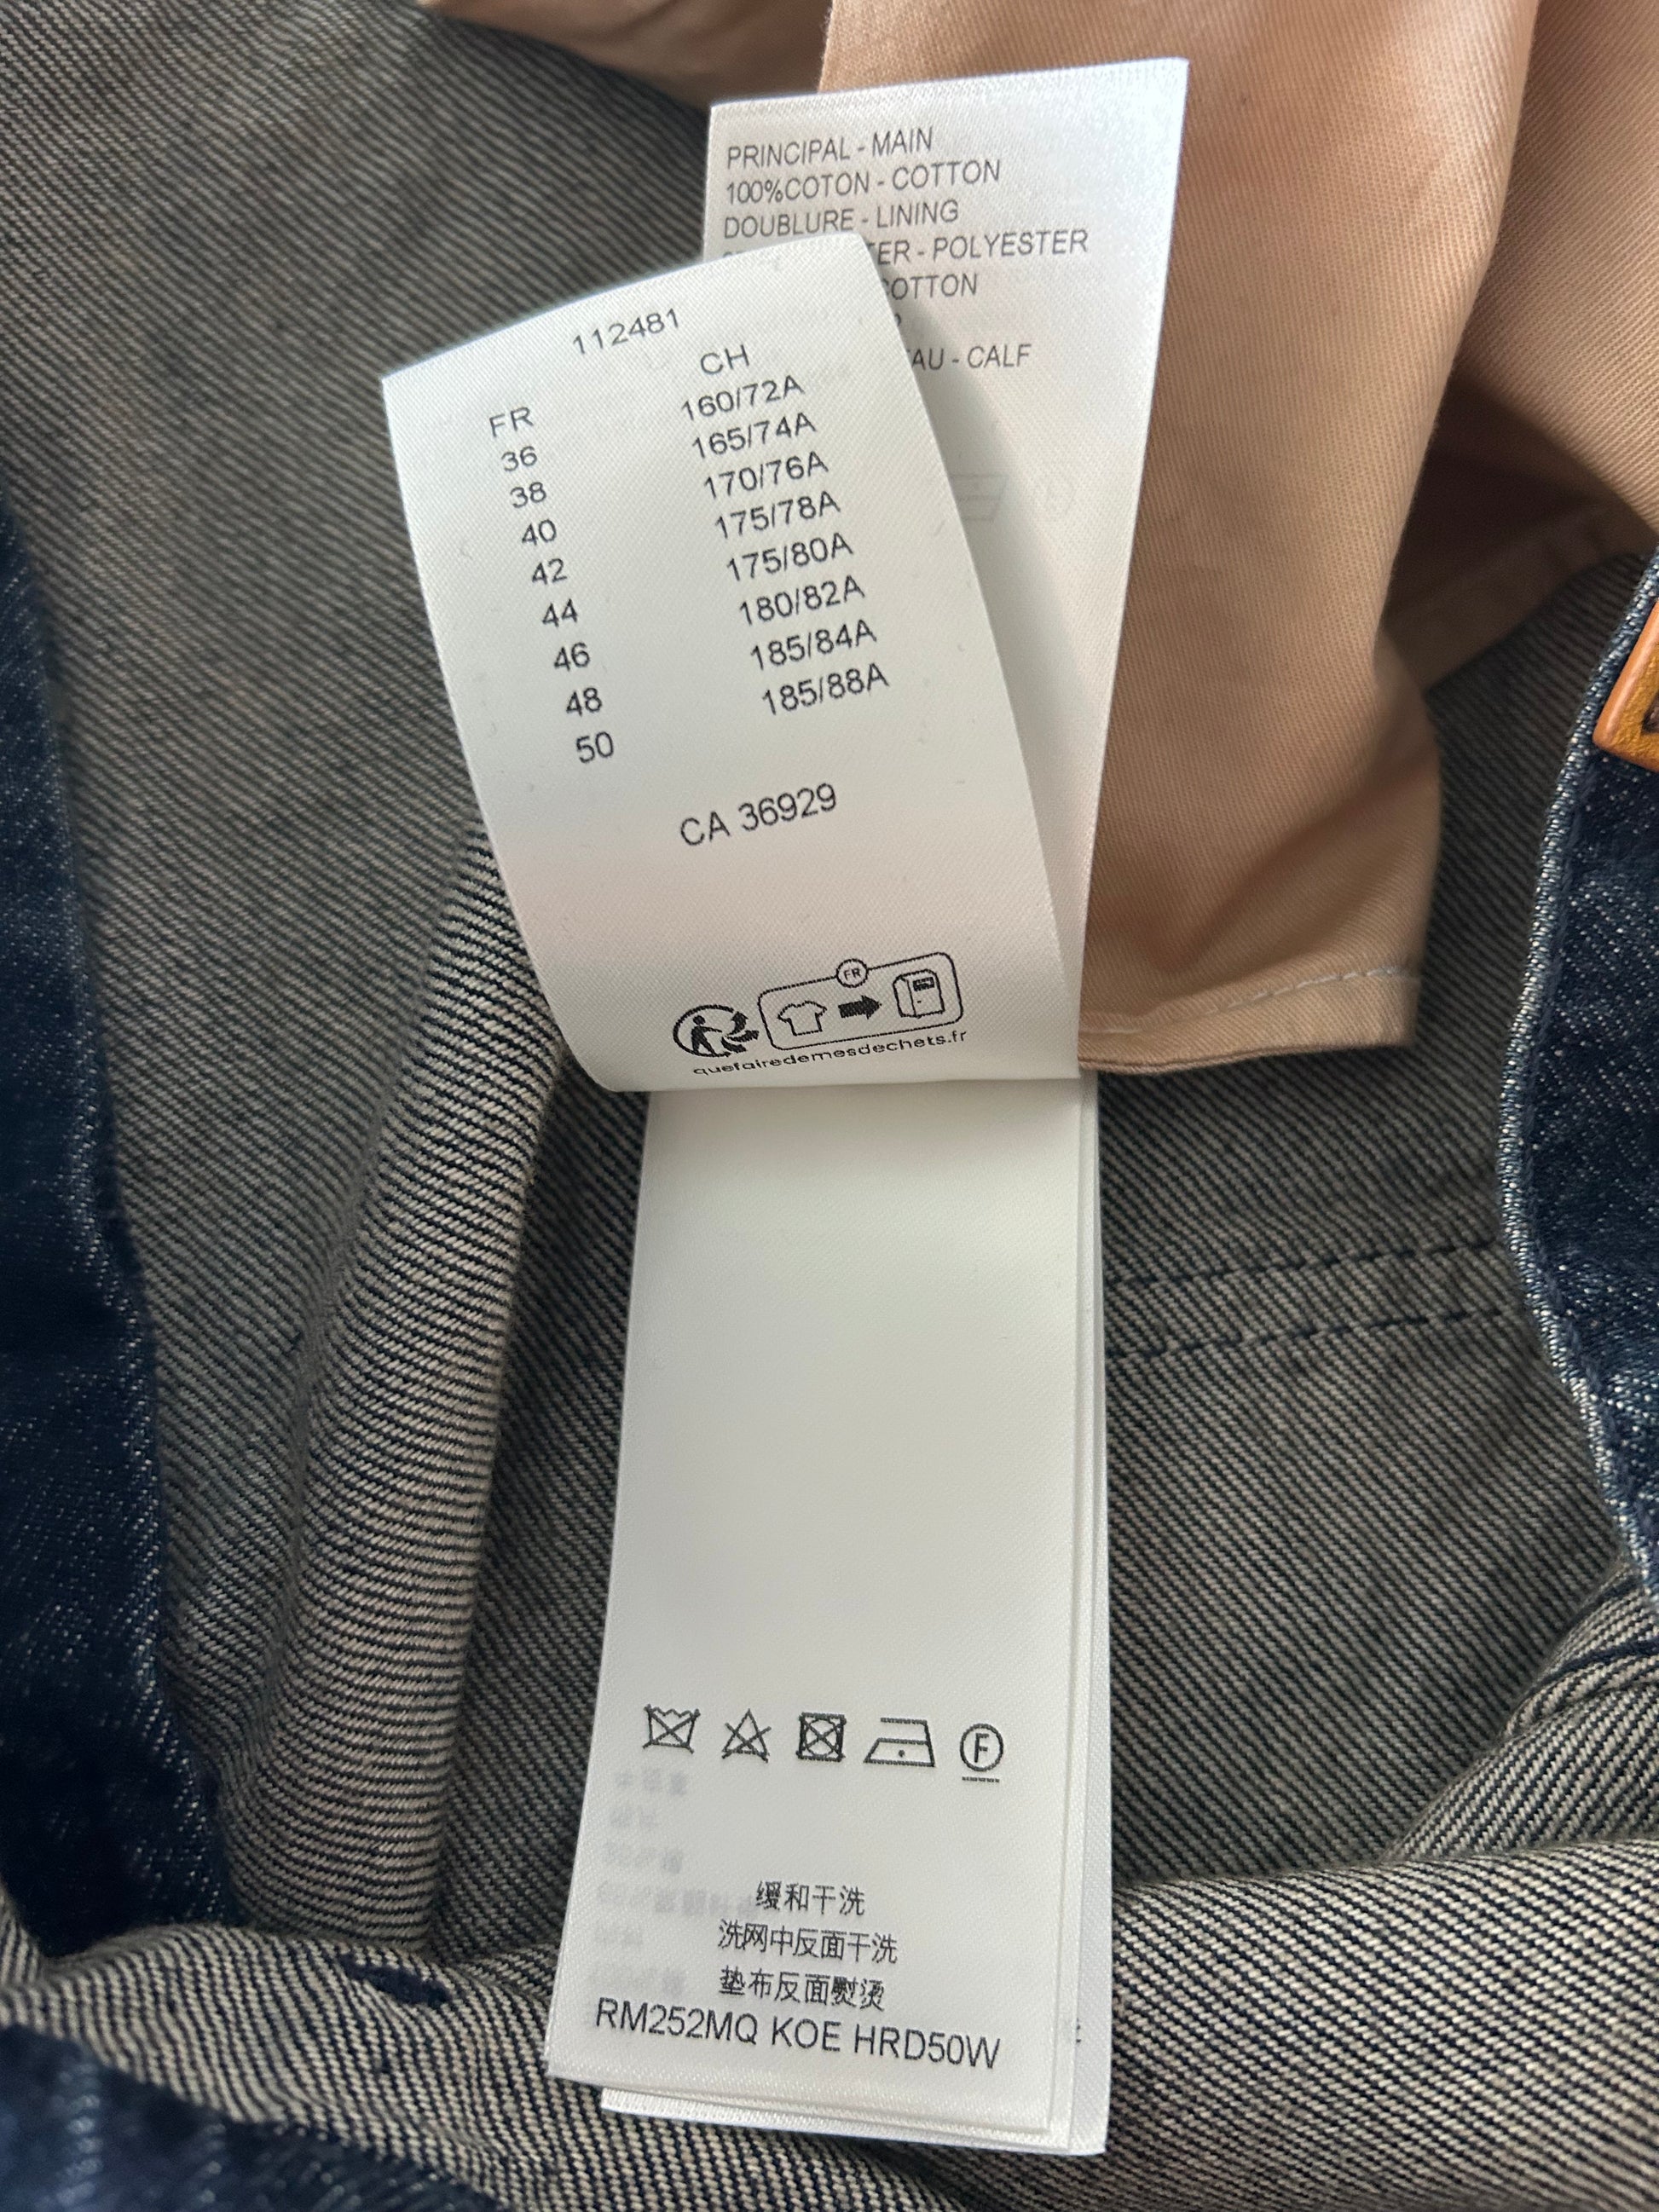 PRINCIPAL - MAIN
100%COTON - COTTON
DOUBLURE - LINING
- POLYESTER
COTTON
- CALF
112481
FR CH
36 160/72A
38 165/74A
40 170/76A
42 175/78A
44 175/80A
46 180/82A
48 185/84A
50 185/88A
CA 36929
FR
quefairedemesdechets.fr
F
缓和干洗
洗网中反面干洗
垫布反面熨烫
RM252MQ KOE HRD50W